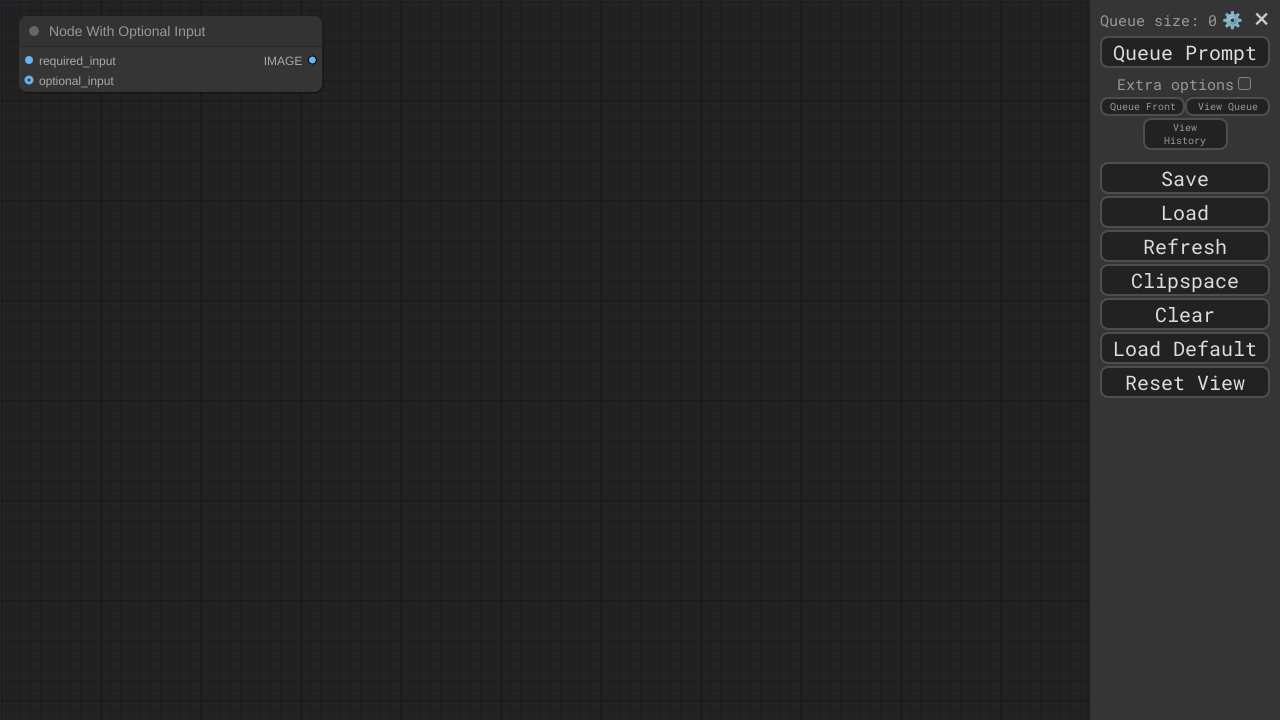 Node With Optional Input
required_input IMAGE
optional_input
Queue size: 0
Queue Prompt
Extra options
Queue Front View Queue
View
History
Save
Load
Refresh
Clipspace
Clear
Load Default
Reset View